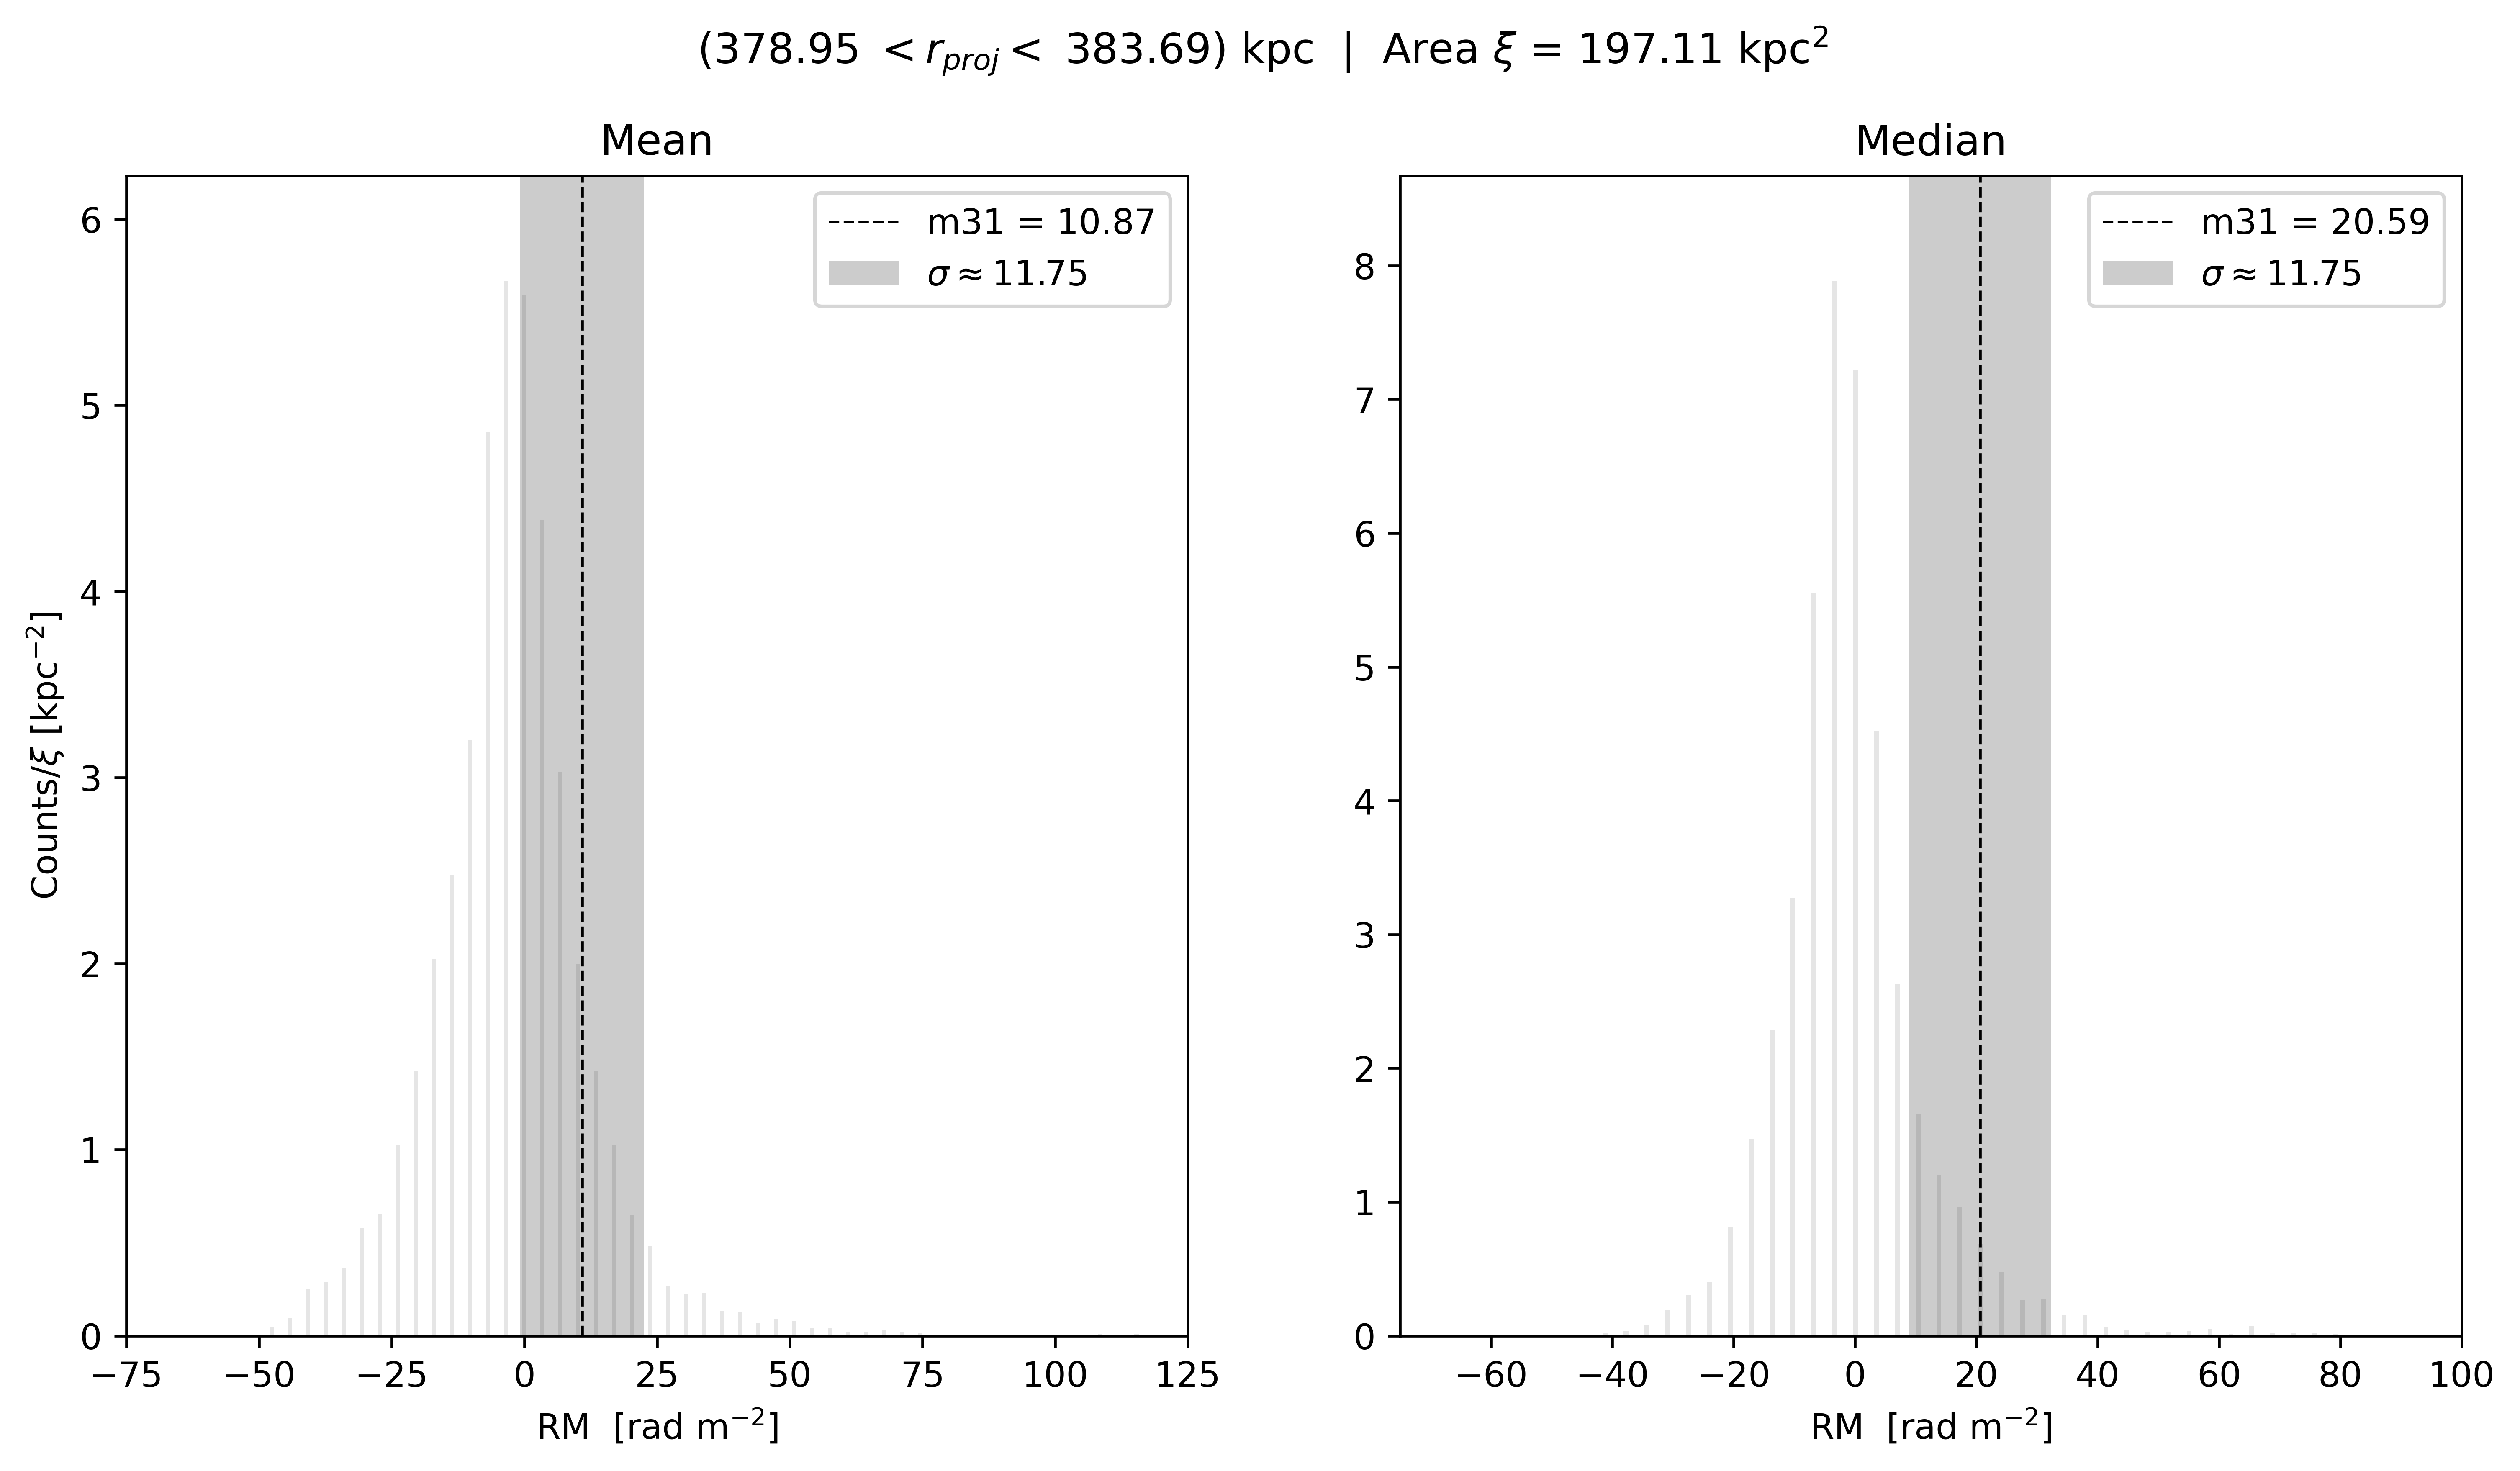 (378.95 < r_proj < 383.69) kpc | Area ξ = 197.11 kpc²
Mean
m31 = 10.87
σ ≈ 11.75
6
5
4
3
2
1
0
Counts/ξ [kpc⁻²]
−75 −50 −25 0 25 50 75 100 125
RM [rad m⁻²]
Median
m31 = 20.59
σ ≈ 11.75
8
7
6
5
4
3
2
1
0
−60 −40 −20 0 20 40 60 80 100
RM [rad m⁻²]